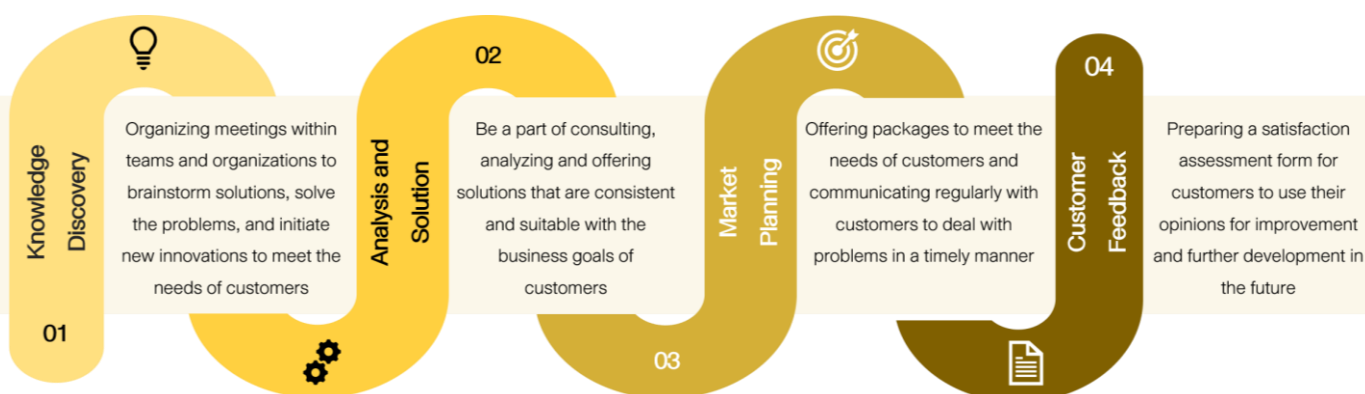 01
Knowledge
Discovery
Organizing meetings within
teams and organizations to
brainstorm solutions, solve
the problems, and initiate
new innovations to meet the
needs of customers
02
Analysis and
Solution
Be a part of consulting,
analyzing and offering
solutions that are consistent
and suitable with the
business goals of
customers
03
Market
Planning
Offering packages to meet the
needs of customers and
communicating regularly with
customers to deal with
problems in a timely manner
04
Customer
Feedback
Preparing a satisfaction
assessment form for
customers to use their
opinions for improvement
and further development in
the future